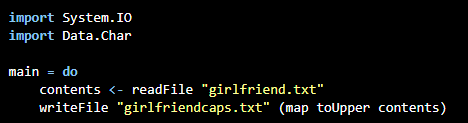 import System.IO
import Data.Char
main = do
    contents <- readFile "girlfriend.txt"
    writeFile "girlfriendcaps.txt" (map toUpper contents)